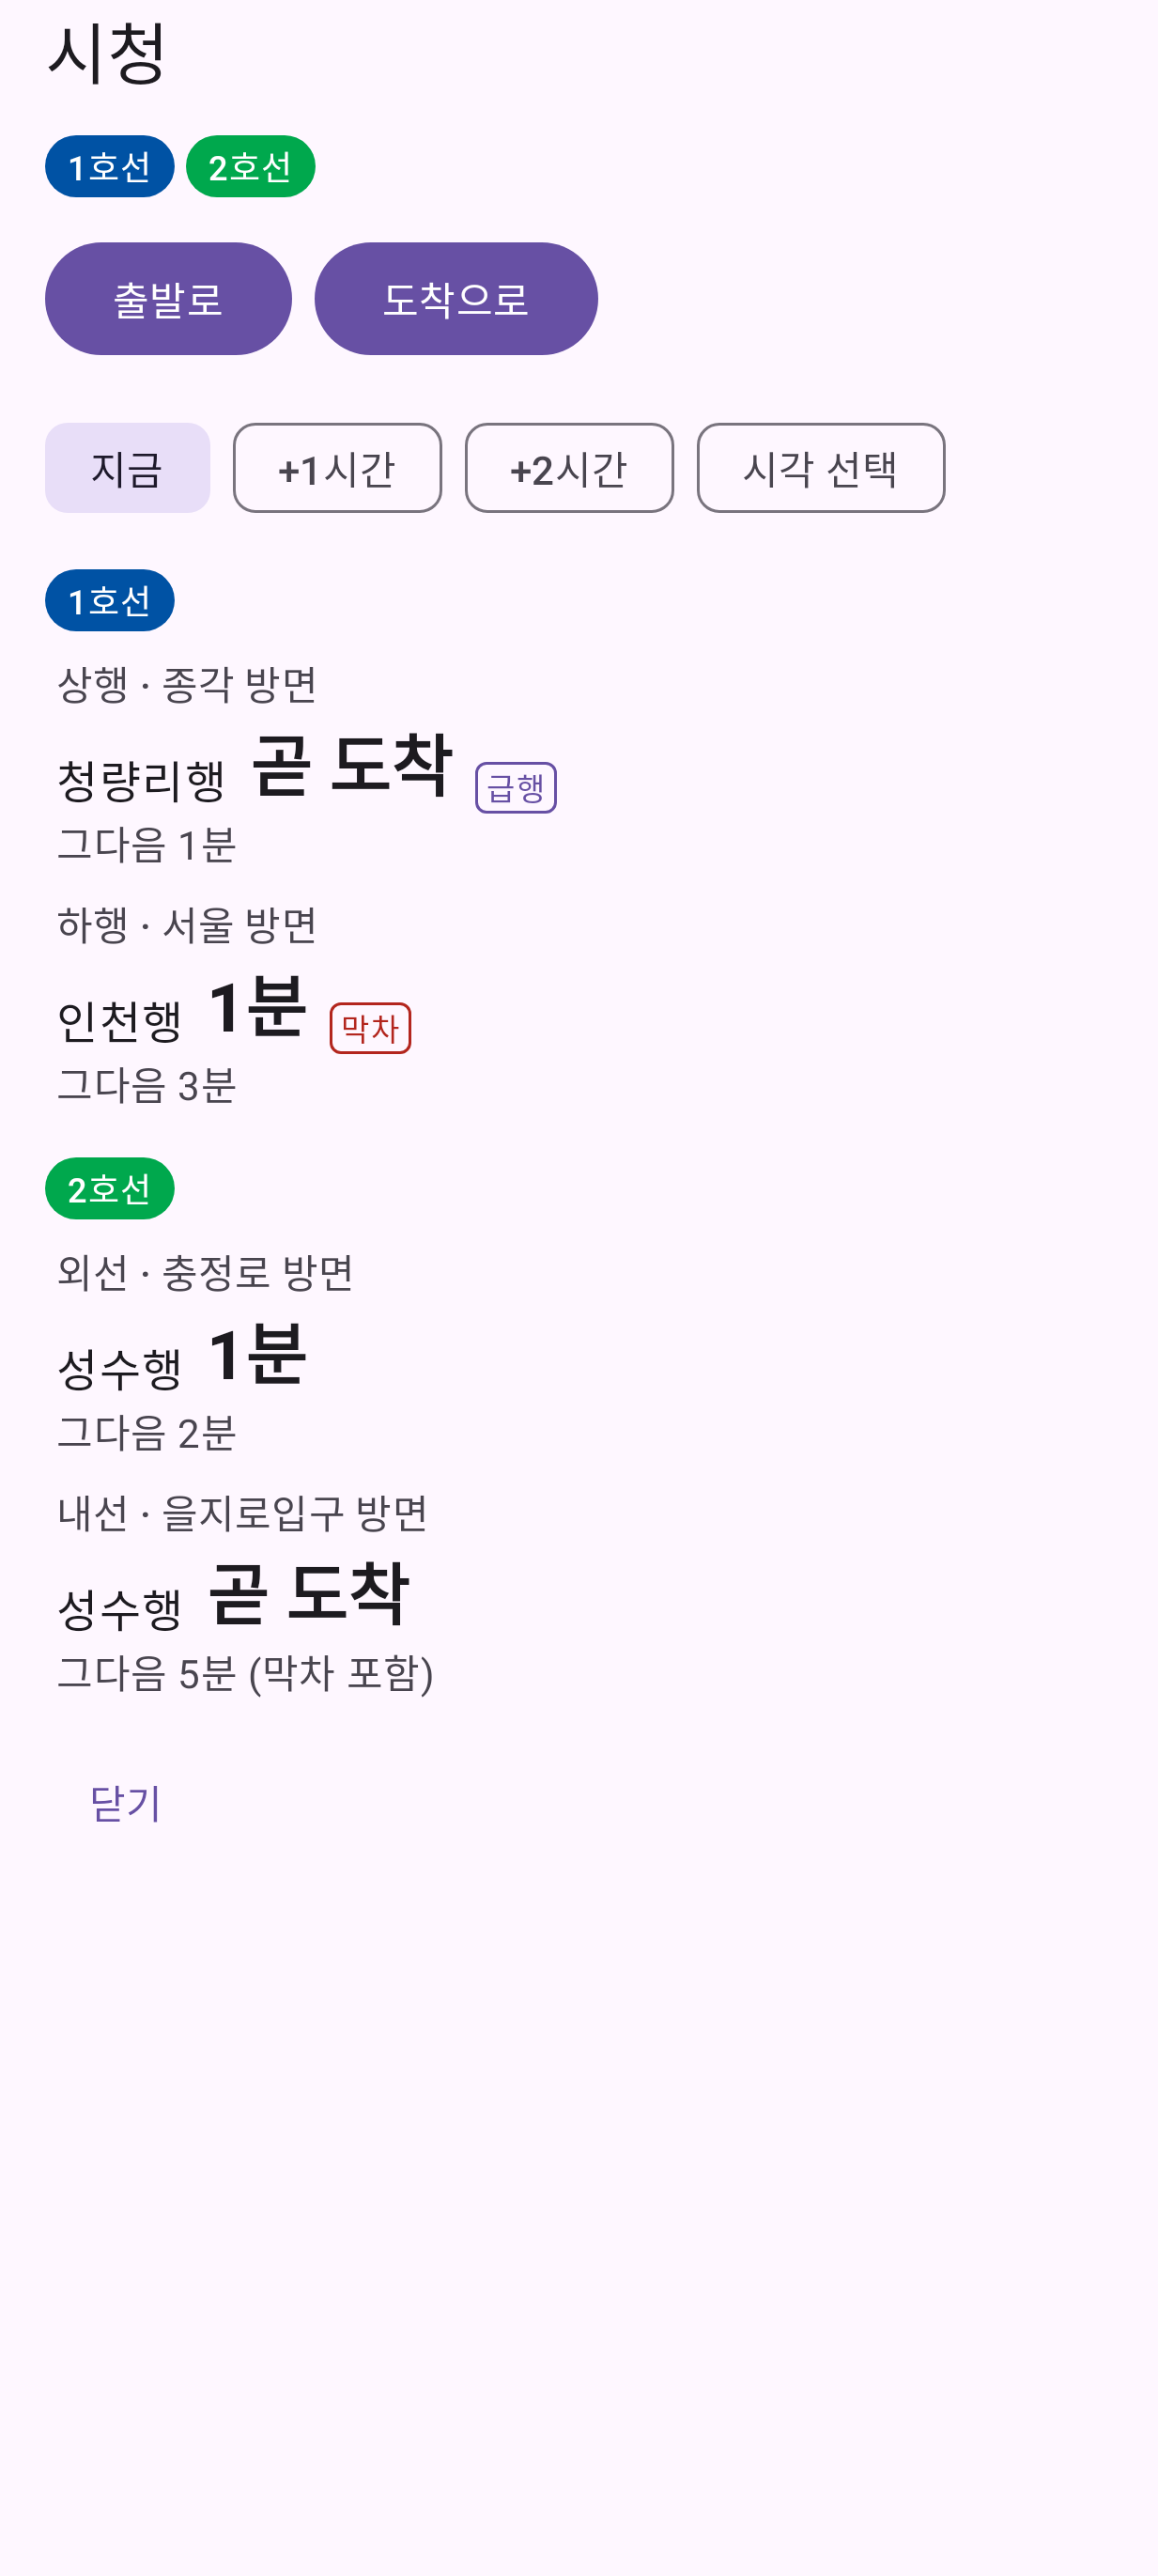 시청
1호선 2호선
출발로 도착으로
지금 +1시간 +2시간 시각 선택
1호선
상행 · 종각 방면
청량리행 곧 도착 급행
그다음 1분
하행 · 서울 방면
인천행 1분 막차
그다음 3분
2호선
외선 · 충정로 방면
성수행 1분
그다음 2분
내선 · 을지로입구 방면
성수행 곧 도착
그다음 5분 (막차 포함)
닫기